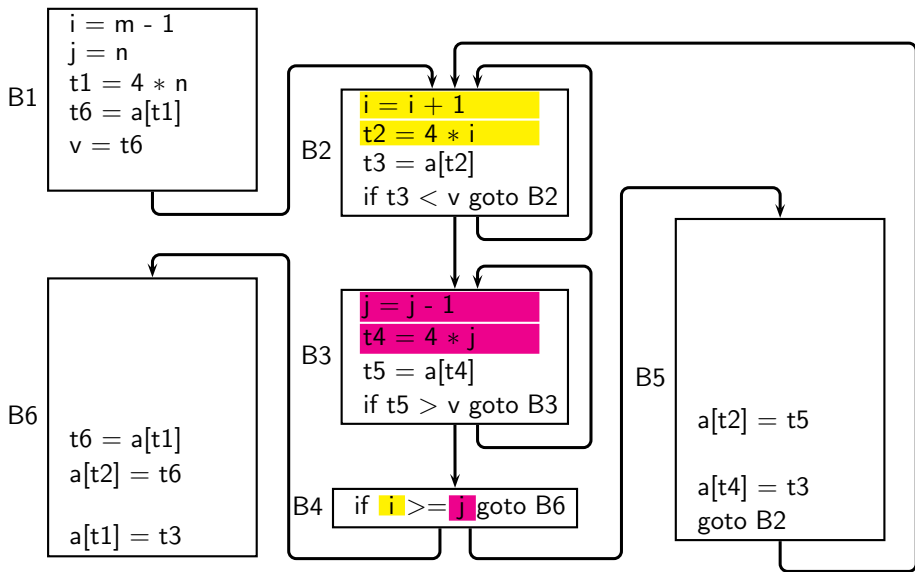 B1
i = m - 1
j = n
t1 = 4 * n
t6 = a[t1]
v = t6
B2
i = i + 1
t2 = 4 * i
t3 = a[t2]
if t3 < v goto B2
B3
j = j - 1
t4 = 4 * j
t5 = a[t4]
if t5 > v goto B3
B4
if i >= j goto B6
B5
a[t2] = t5
a[t4] = t3
goto B2
B6
t6 = a[t1]
a[t2] = t6
a[t1] = t3